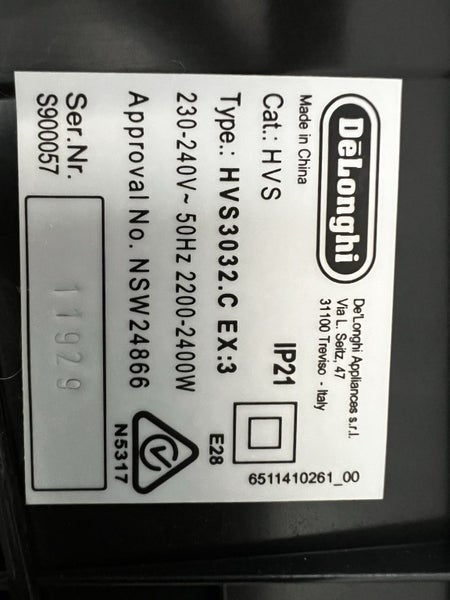 DeLonghi
De'Longhi Appliances s.r.l.
Via L. Seitz, 47
31100 Treviso - Italy
Made in China
Cat.: HVS
IP21
6511410261_00
Type.: HVS3032.C EX:3
230-240V~ 50Hz 2200-2400W
E28
Approval No. NSW24866
N5317
Ser.Nr.
S900057
11929